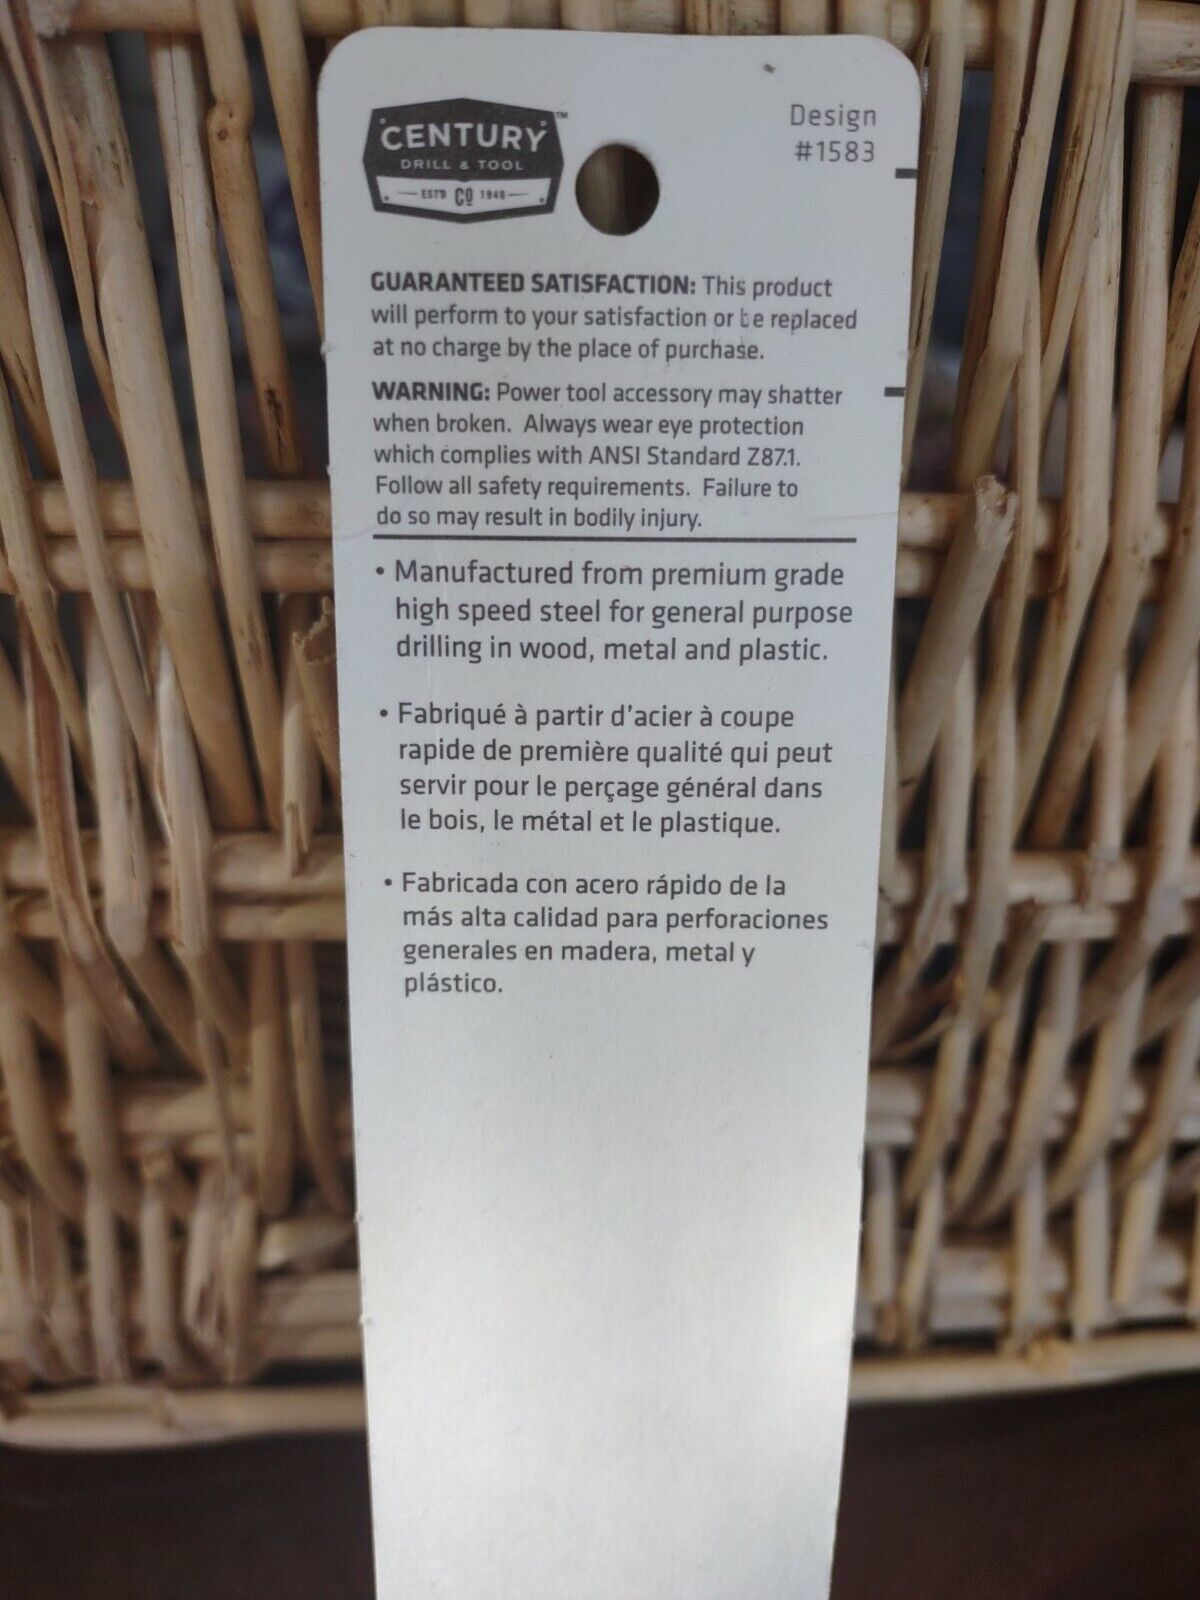 CENTURY™
DRILL & TOOL
EST'D CO 1946
Design
#1583
GUARANTEED SATISFACTION: This product
will perform to your satisfaction or be replaced
at no charge by the place of purchase.
WARNING: Power tool accessory may shatter
when broken. Always wear eye protection
which complies with ANSI Standard Z87.1.
Follow all safety requirements. Failure to
do so may result in bodily injury.
• Manufactured from premium grade
high speed steel for general purpose
drilling in wood, metal and plastic.
• Fabriqué à partir d'acier à coupe
rapide de première qualité qui peut
servir pour le perçage général dans
le bois, le métal et le plastique.
• Fabricada con acero rápido de la
más alta calidad para perforaciones
generales en madera, metal y
plástico.